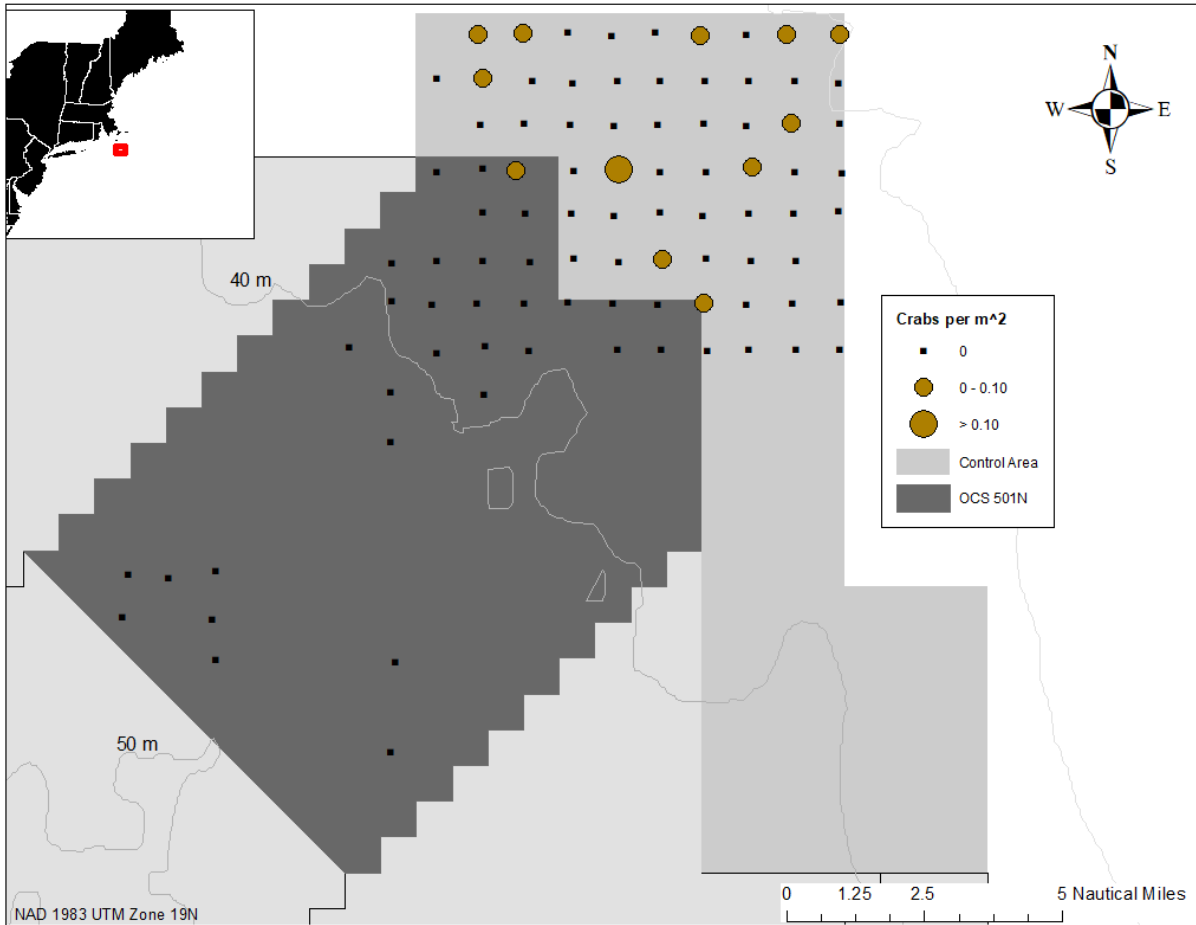 N
W E
S
40 m
Crabs per m^2
0
0 - 0.10
> 0.10
Control Area
OCS 501N
50 m
0 1.25 2.5 5 Nautical Miles
NAD 1983 UTM Zone 19N